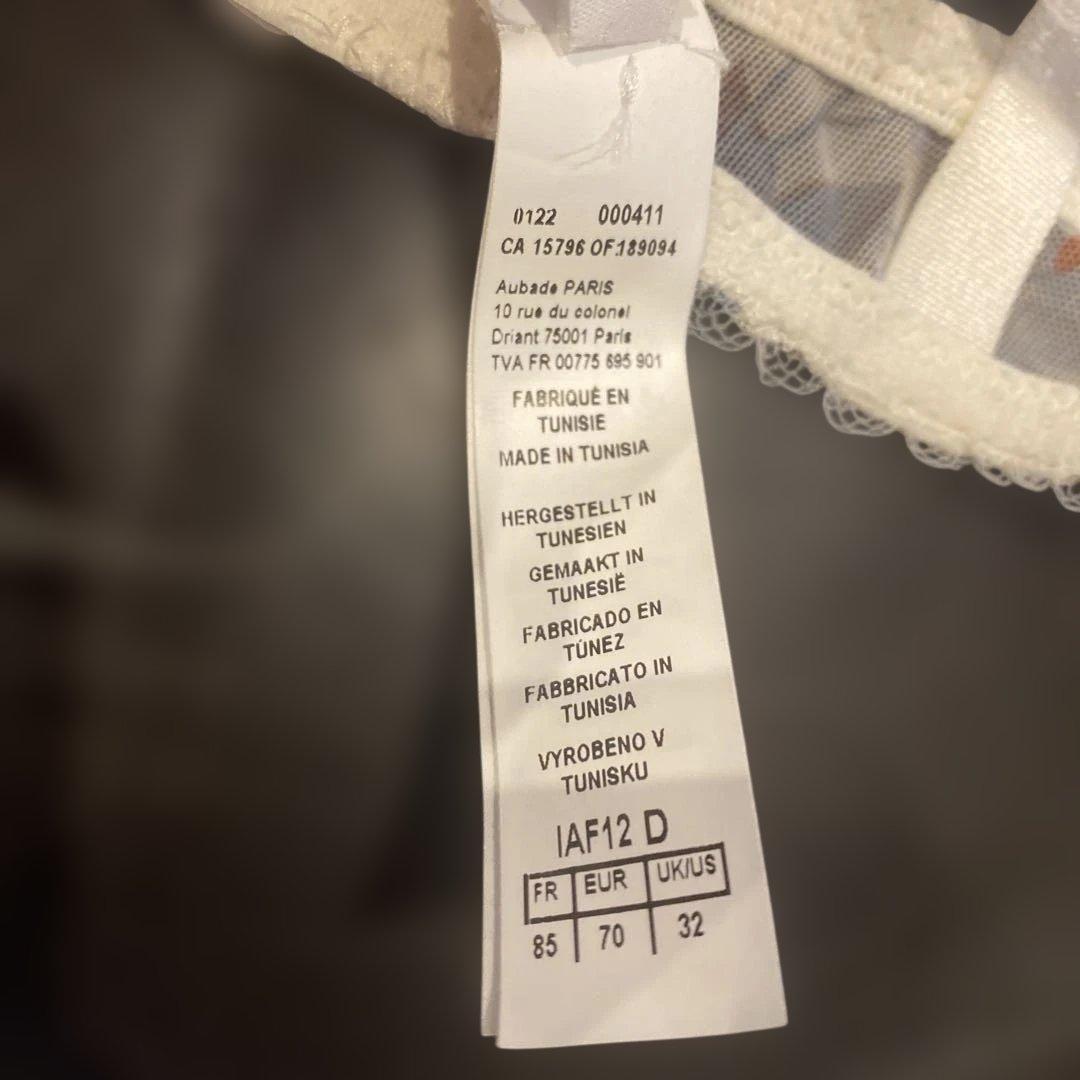 0122 000411
CA 15796 OF:189094
Aubade PARIS
10 rue du colonel
Driant 75001 Paris
TVA FR 00775 695 901
FABRIQUÉ EN
TUNISIE
MADE IN TUNISIA
HERGESTELLT IN
TUNESIEN
GEMAAKT IN
TUNESIË
FABRICADO EN
TÚNEZ
FABBRICATO IN
TUNISIA
VYROBENO V
TUNISKU
IAF12 D
FR EUR UK/US
85 70 32